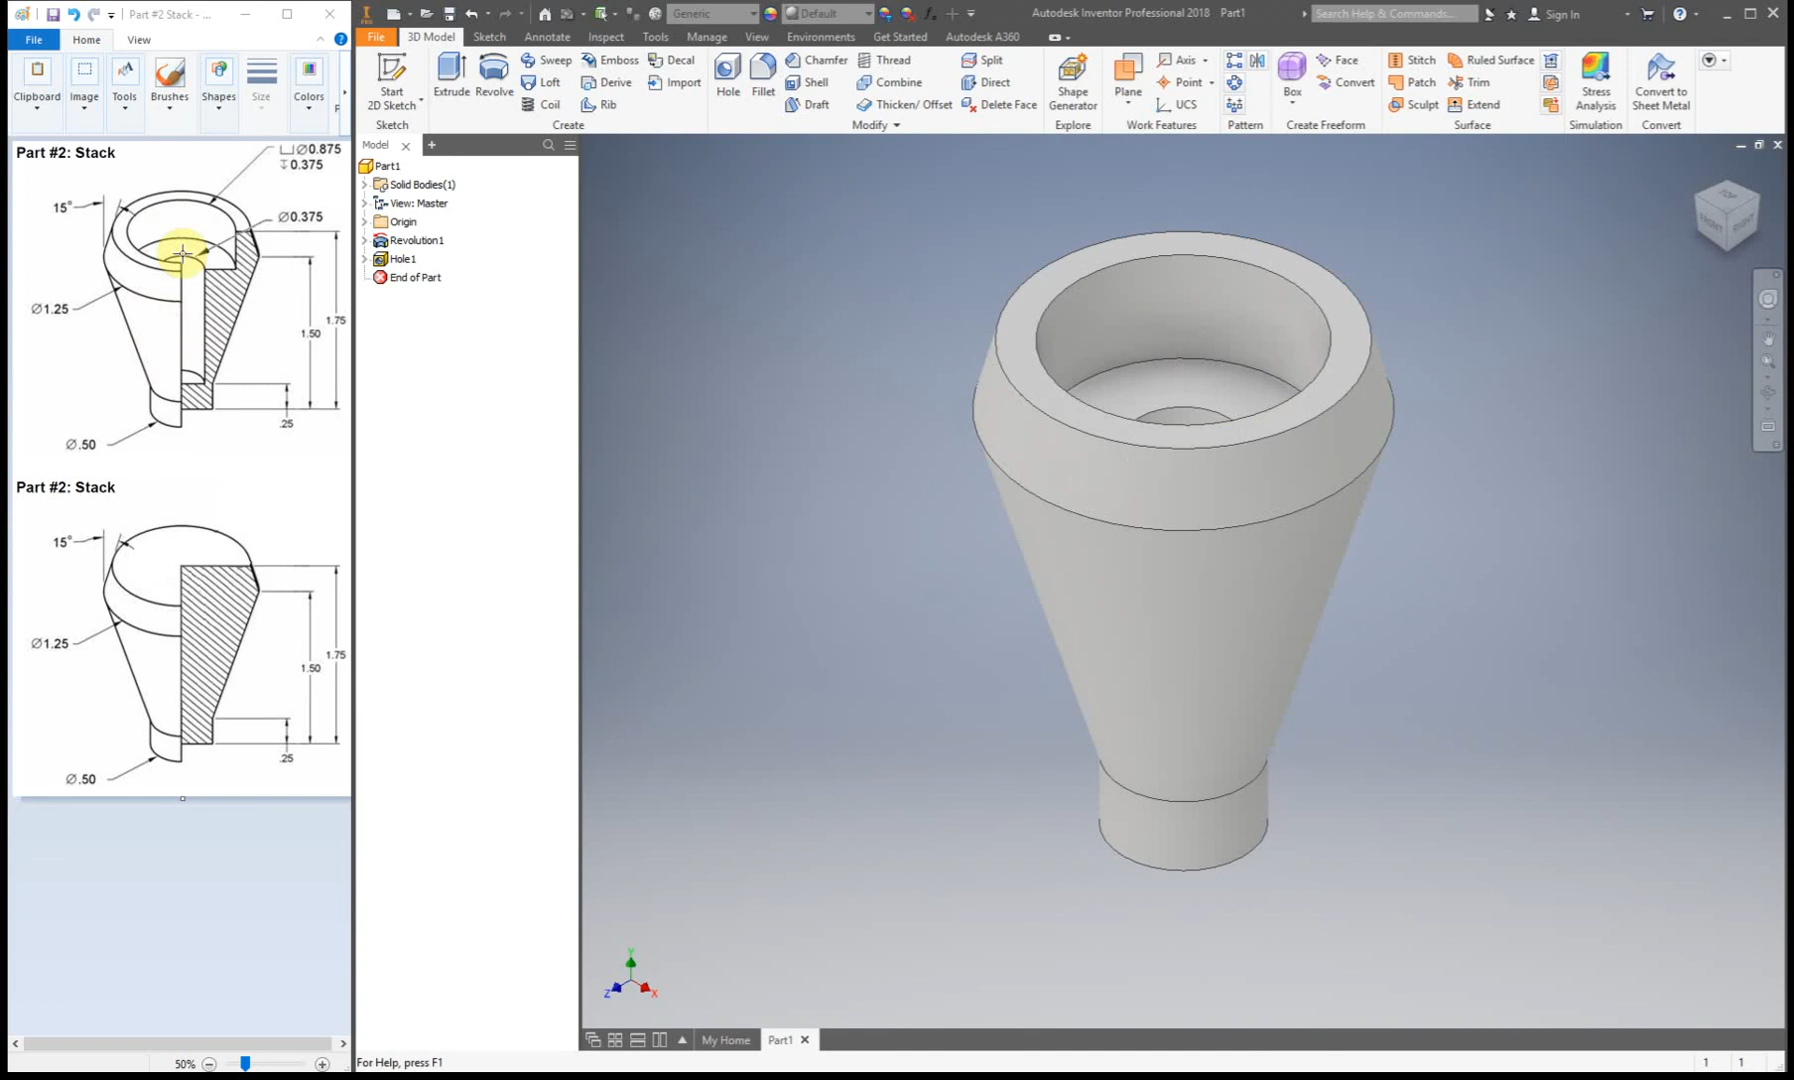 Part #2 Stack - ...
File
Home
View
Clipboard
Image
Tools
Brushes
Shapes
Size
Colors
Part #2: Stack
⌴Ø0.875
↧0.375
15°
Ø0.375
Ø1.25
1.75
1.50
.25
Ø.50
Part #2: Stack
15°
Ø1.25
1.75
1.50
.25
Ø.50
50%
Generic
Default
Autodesk Inventor Professional 2018 Part1
Search Help & Commands...
Sign In
File
3D Model
Sketch
Annotate
Inspect
Tools
Manage
View
Environments
Get Started
Autodesk A360
Start
2D Sketch
Extrude
Revolve
Sweep
Emboss
Decal
Loft
Derive
Import
Coil
Rib
Hole
Fillet
Chamfer
Thread
Split
Shell
Combine
Direct
Draft
Thicken/ Offset
Delete Face
Shape
Generator
Plane
Axis
Point
UCS
Box
Face
Convert
Stitch
Ruled Surface
Patch
Trim
Sculpt
Extend
Stress
Analysis
Convert to
Sheet Metal
Sketch
Create
Modify
Explore
Work Features
Pattern
Create Freeform
Surface
Simulation
Convert
Model
Part1
Solid Bodies(1)
View: Master
Origin
Revolution1
Hole1
End of Part
TOP
FRONT
RIGHT
Y
Z
X
My Home
Part1
For Help, press F1
1
1